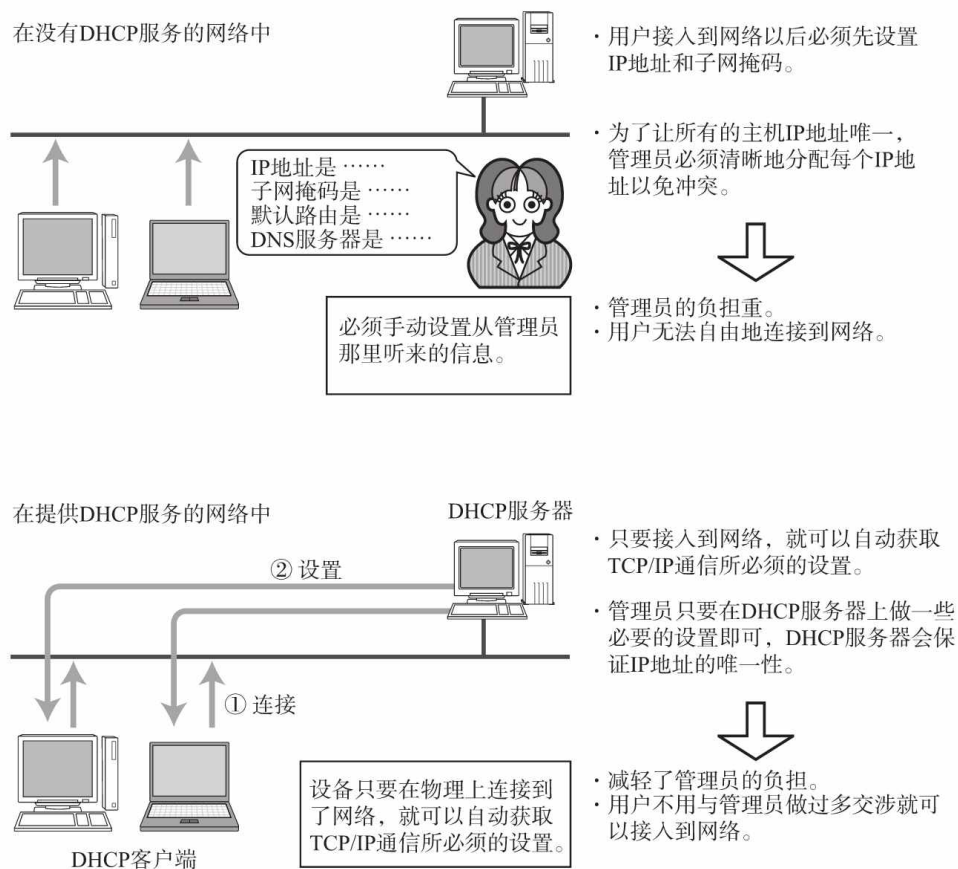 在没有DHCP服务的网络中
·用户接入到网络以后必须先设置
IP地址和子网掩码。
·为了让所有的主机IP地址唯一，
管理员必须清晰地分配每个IP地
址以免冲突。
IP地址是……
子网掩码是……
默认路由是……
DNS服务器是……
必须手动设置从管理员
那里听来的信息。
·管理员的负担重。
·用户无法自由地连接到网络。
在提供DHCP服务的网络中
DHCP服务器
② 设置
① 连接
·只要接入到网络，就可以自动获取
TCP/IP通信所必须的设置。
·管理员只要在DHCP服务器上做一些
必要的设置即可，DHCP服务器会保
证IP地址的唯一性。
设备只要在物理上连接到
了网络，就可以自动获取
TCP/IP通信所必须的设置。
·减轻了管理员的负担。
·用户不用与管理员做过多交涉就可
以接入到网络。
DHCP客户端